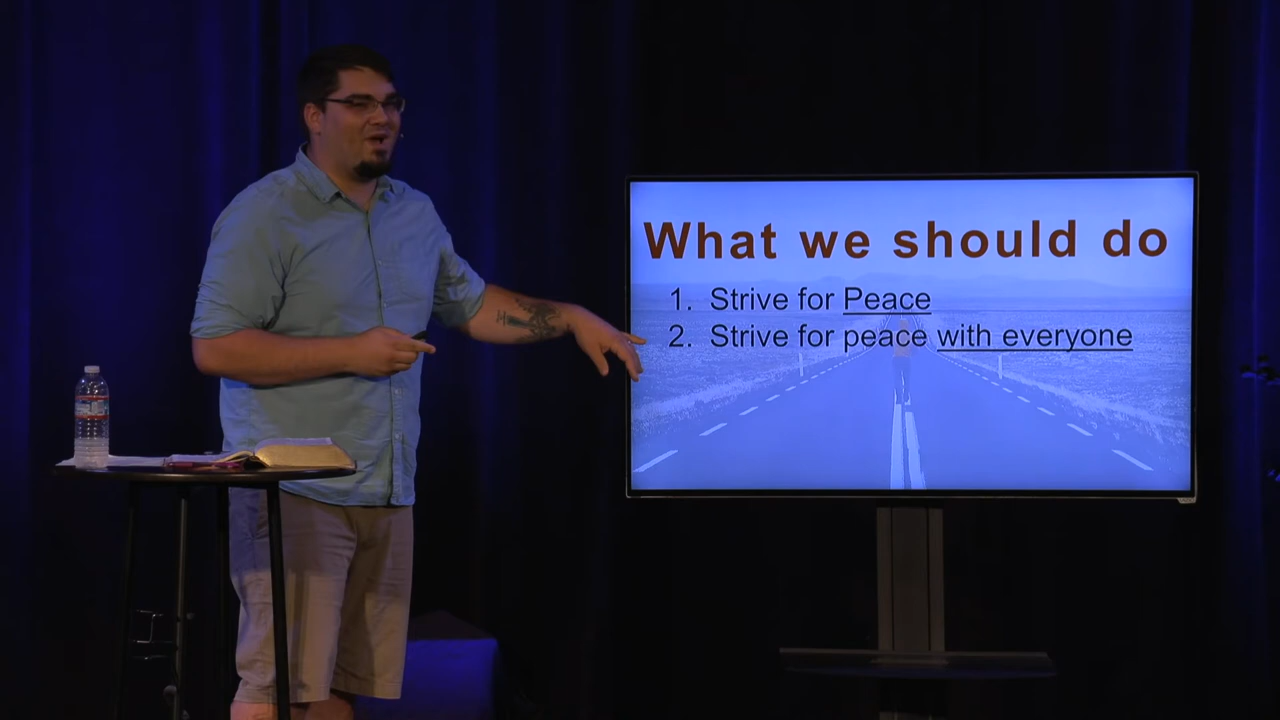 What we should do
1. Strive for Peace
2. Strive for peace with everyone